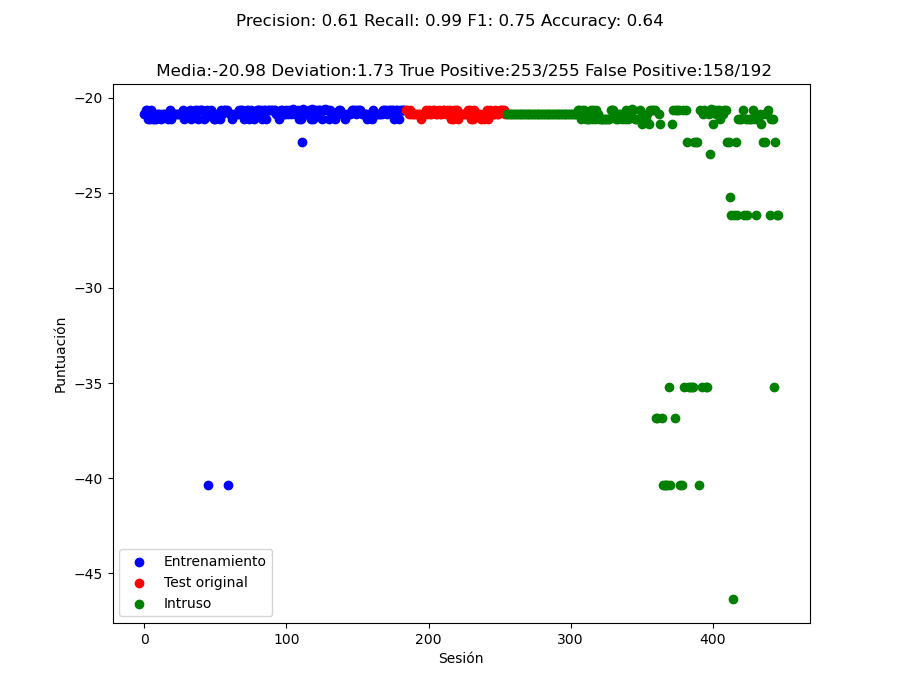 Precision: 0.61 Recall: 0.99 F1: 0.75 Accuracy: 0.64
Media:-20.98 Deviation:1.73 True Positive:253/255 False Positive:158/192
−20
−25
−30
−35
−40
−45
Puntuación
Entrenamiento
Test original
Intruso
0 100 200 300 400
Sesión